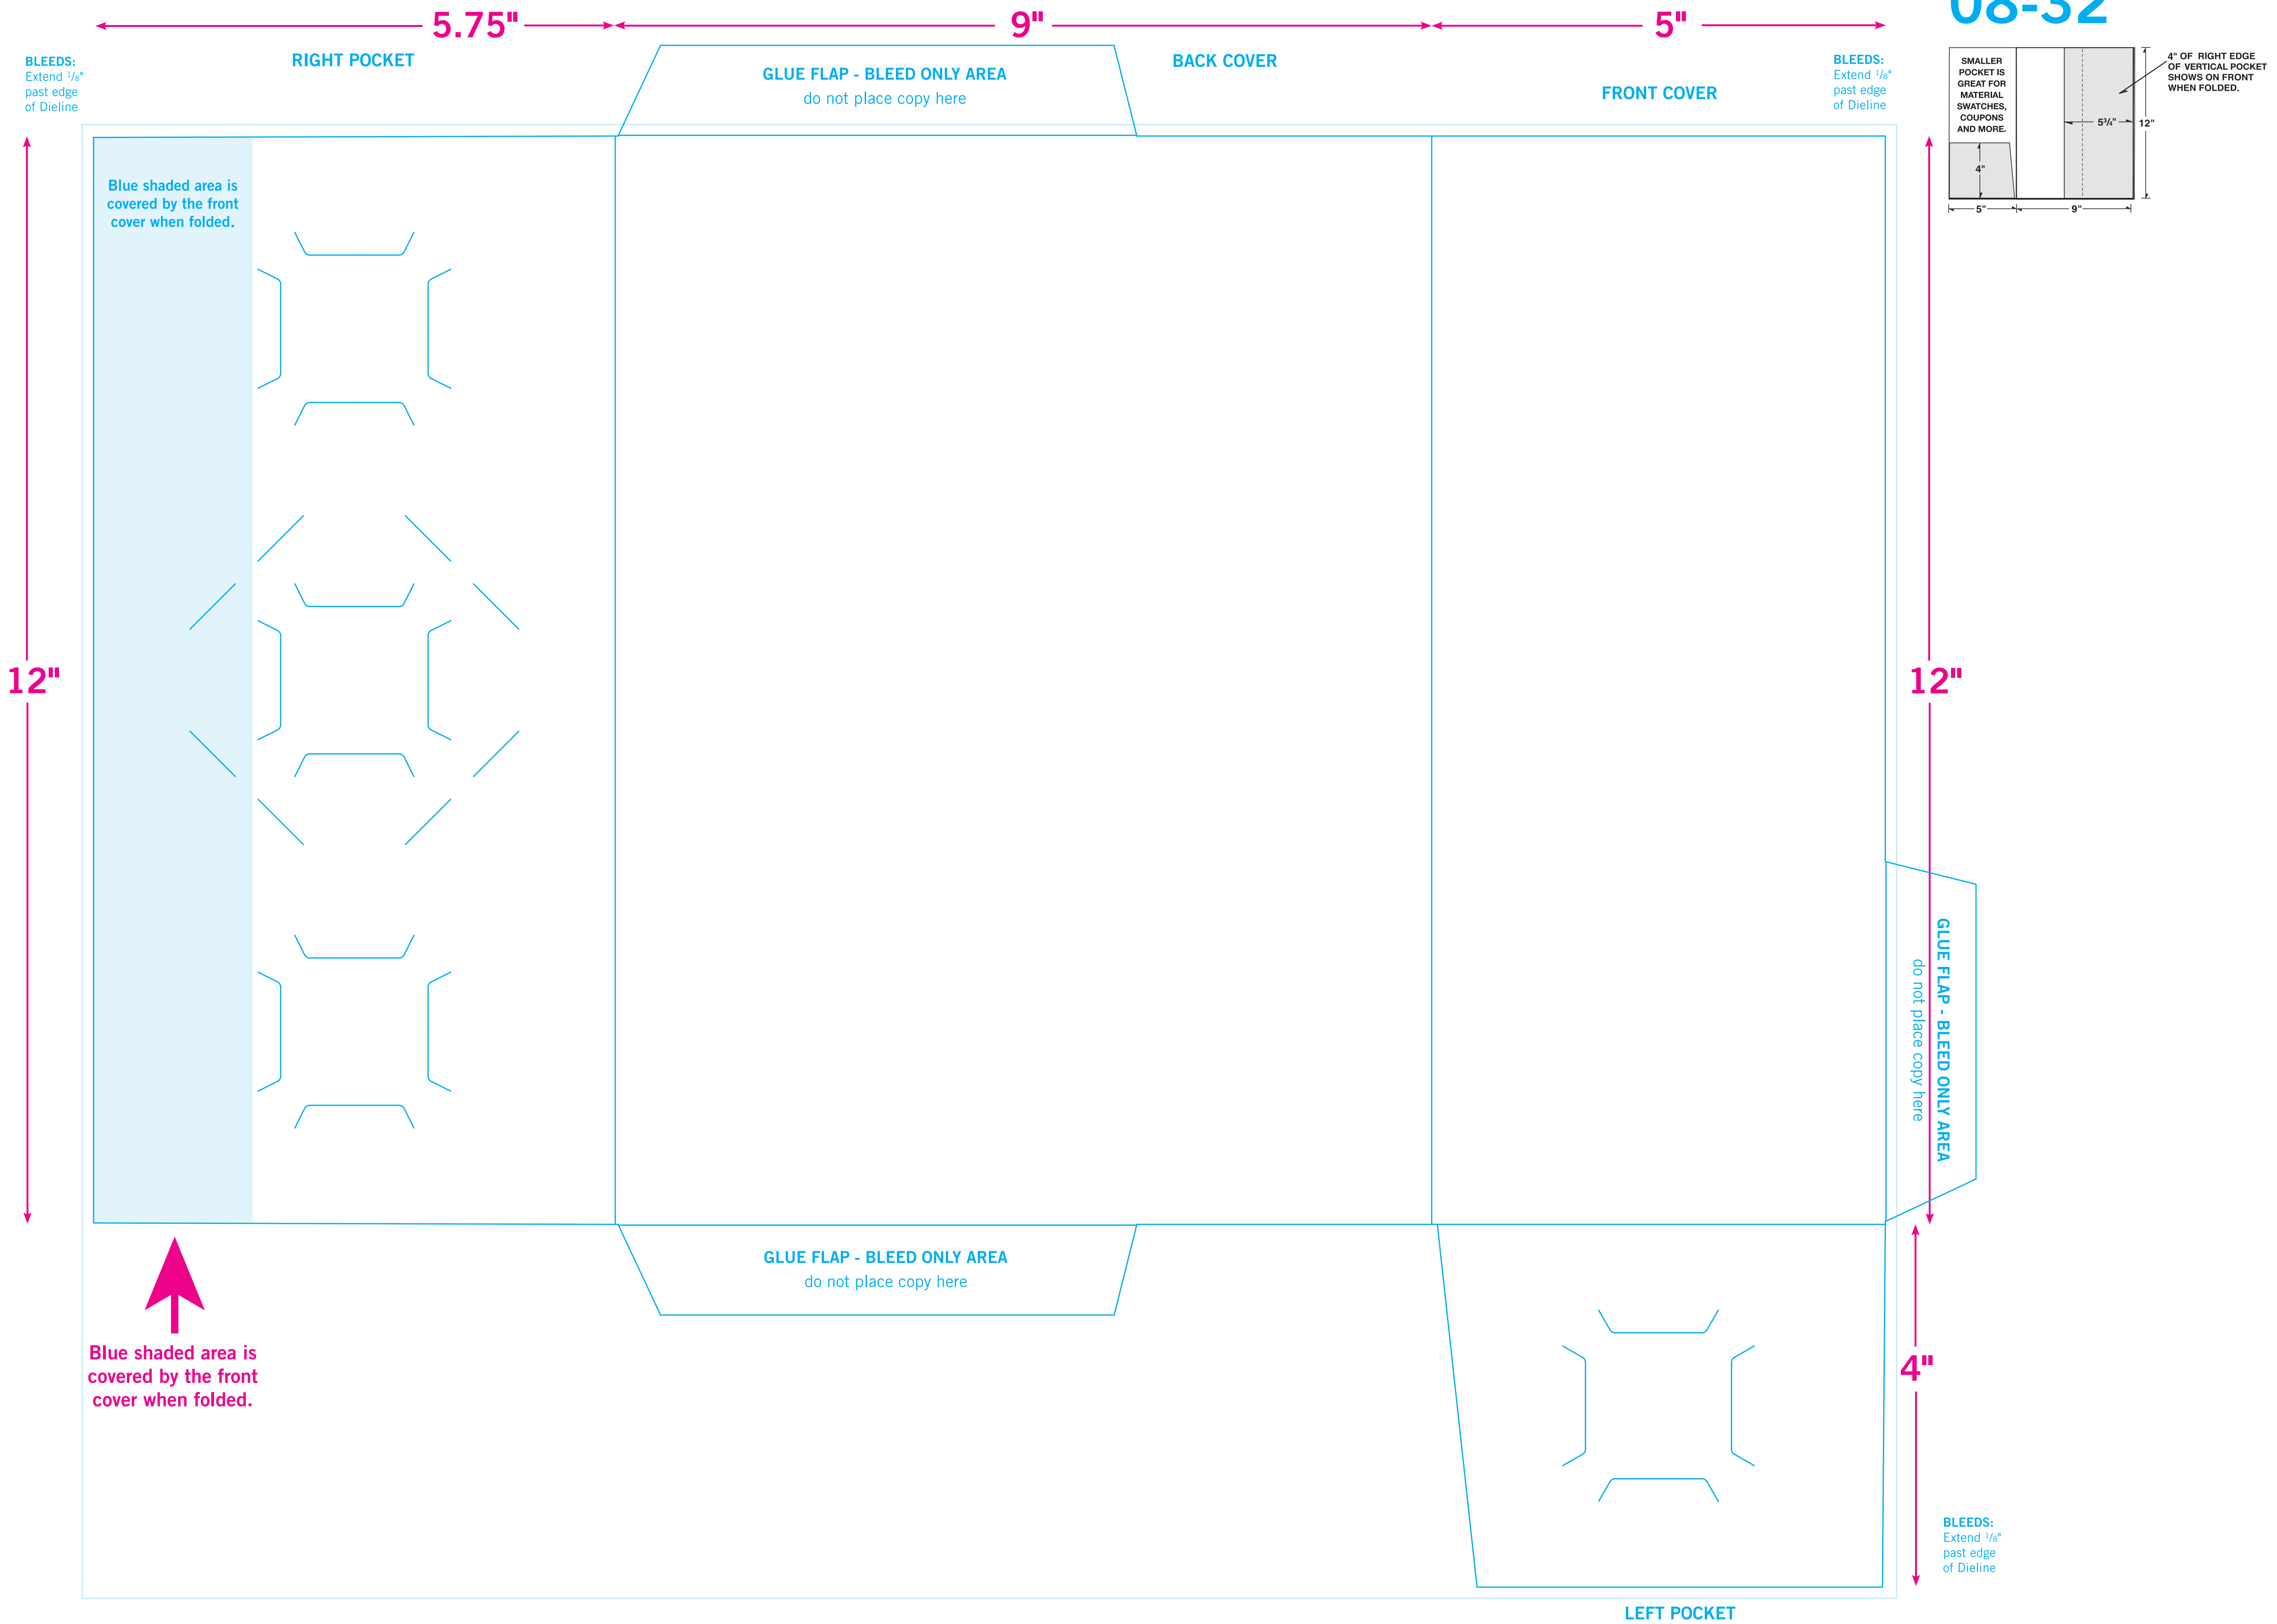 5.75"
9"
5"
08-32
BLEEDS:
Extend 1/8"
past edge
of Dieline
RIGHT POCKET
GLUE FLAP - BLEED ONLY AREA
do not place copy here
BACK COVER
FRONT COVER
BLEEDS:
Extend 1/8"
past edge
of Dieline
SMALLER
POCKET IS
GREAT FOR
MATERIAL
SWATCHES,
COUPONS
AND MORE.
4"
5"
9"
5 3/4"
12"
4" OF RIGHT EDGE
OF VERTICAL POCKET
SHOWS ON FRONT
WHEN FOLDED.
Blue shaded area is
covered by the front
cover when folded.
12"
12"
GLUE FLAP - BLEED ONLY AREA
do not place copy here
GLUE FLAP - BLEED ONLY AREA
do not place copy here
Blue shaded area is
covered by the front
cover when folded.
4"
BLEEDS:
Extend 1/8"
past edge
of Dieline
LEFT POCKET